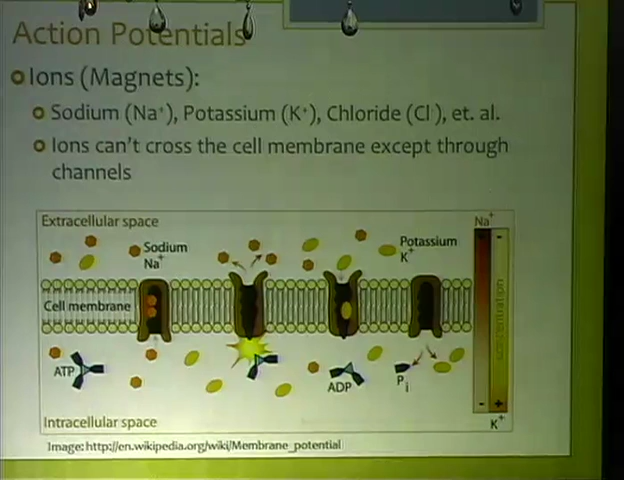 Action Potentials
Ions (Magnets):
Sodium (Na⁺), Potassium (K⁺), Chloride (Cl⁻), et. al.
Ions can't cross the cell membrane except through
channels
Extracellular space
Na⁺
Sodium
Na⁺
Potassium
K⁺
+ -
Cell membrane
concentration
ATP
ADP
Pi
- +
Intracellular space
K⁺
Image: http://en.wikipedia.org/wiki/Membrane_potential